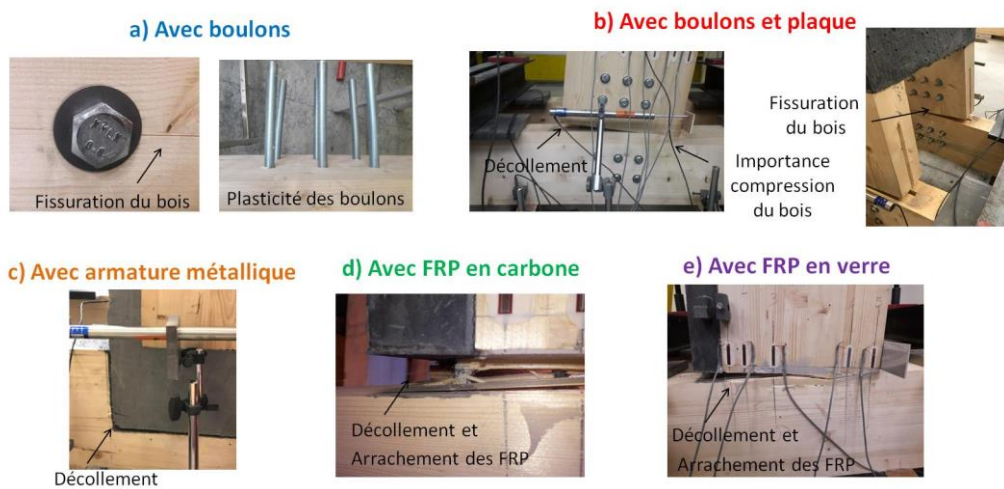 a) Avec boulons
b) Avec boulons et plaque
Fissuration du bois
Plasticité des boulons
Décollement
Importance
compression
du bois
Fissuration
du bois
c) Avec armature métallique
d) Avec FRP en carbone
e) Avec FRP en verre
Décollement
Décollement et
Arrachement des FRP
Décollement et
Arrachement des FRP